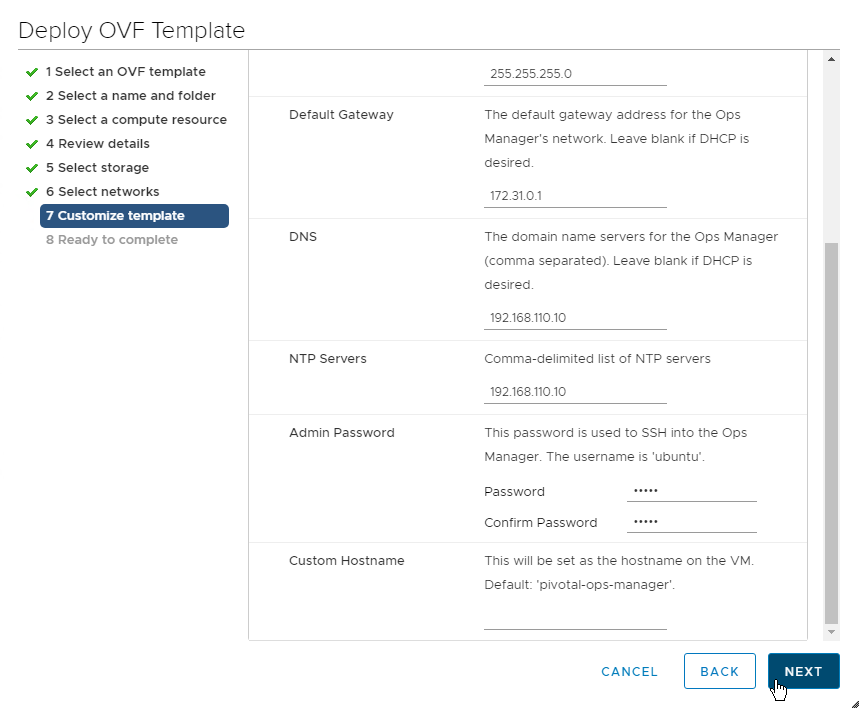 Deploy OVF Template
1 Select an OVF template
2 Select a name and folder
3 Select a compute resource
4 Review details
5 Select storage
6 Select networks
7 Customize template
8 Ready to complete
255.255.255.0
Default Gateway
The default gateway address for the Ops
Manager's network. Leave blank if DHCP is
desired.
172.31.0.1
DNS
The domain name servers for the Ops Manager
(comma separated). Leave blank if DHCP is
desired.
192.168.110.10
NTP Servers
Comma-delimited list of NTP servers
192.168.110.10
Admin Password
This password is used to SSH into the Ops
Manager. The username is 'ubuntu'.
Password •••••
Confirm Password •••••
Custom Hostname
This will be set as the hostname on the VM.
Default: 'pivotal-ops-manager'.
CANCEL BACK NEXT